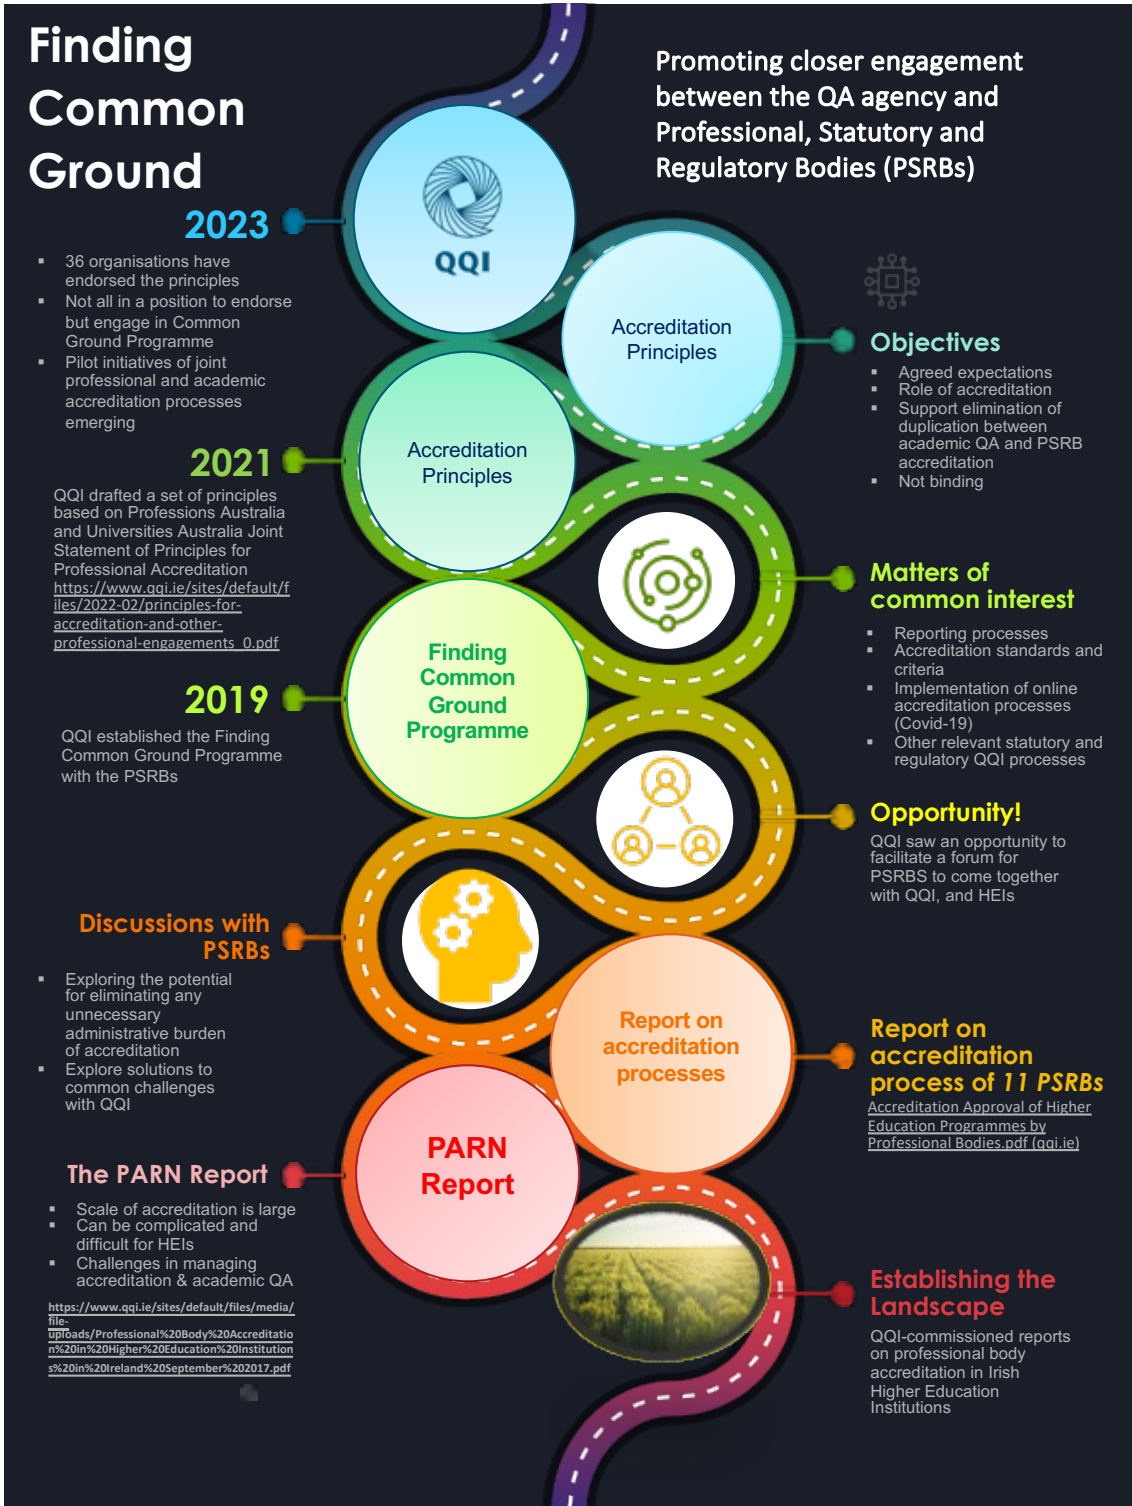 Finding
Common
Ground
Promoting closer engagement
between the QA agency and
Professional, Statutory and
Regulatory Bodies (PSRBs)
QQI
2023
▪ 36 organisations have
endorsed the principles
▪ Not all in a position to endorse
but engage in Common
Ground Programme
▪ Pilot initiatives of joint
professional and academic
accreditation processes
emerging
Accreditation
Principles
Objectives
▪ Agreed expectations
▪ Role of accreditation
▪ Support elimination of
duplication between
academic QA and PSRB
accreditation
▪ Not binding
Accreditation
Principles
2021
QQI drafted a set of principles
based on Professions Australia
and Universities Australia Joint
Statement of Principles for
Professional Accreditation
https://www.qqi.ie/sites/default/f
iles/2022-02/principles-for-
accreditation-and-other-
professional-engagements_0.pdf
Matters of
common interest
▪ Reporting processes
▪ Accreditation standards and
criteria
▪ Implementation of online
accreditation processes
(Covid-19)
▪ Other relevant statutory and
regulatory QQI processes
Finding
Common
Ground
Programme
2019
QQI established the Finding
Common Ground Programme
with the PSRBs
Opportunity!
QQI saw an opportunity to
facilitate a forum for
PSRBS to come together
with QQI, and HEIs
Discussions with
PSRBs
▪ Exploring the potential
for eliminating any
unnecessary
administrative burden
of accreditation
▪ Explore solutions to
common challenges
with QQI
Report on
accreditation
processes
Report on
accreditation
process of 11 PSRBs
Accreditation Approval of Higher
Education Programmes by
Professional Bodies.pdf (qqi.ie)
PARN
Report
The PARN Report
▪ Scale of accreditation is large
▪ Can be complicated and
difficult for HEIs
▪ Challenges in managing
accreditation & academic QA
https://www.qqi.ie/sites/default/files/media/
file-
uploads/Professional%20Body%20Accreditatio
n%20in%20Higher%20Education%20Institution
s%20in%20Ireland%20September%202017.pdf
Establishing the
Landscape
QQI-commissioned reports
on professional body
accreditation in Irish
Higher Education
Institutions